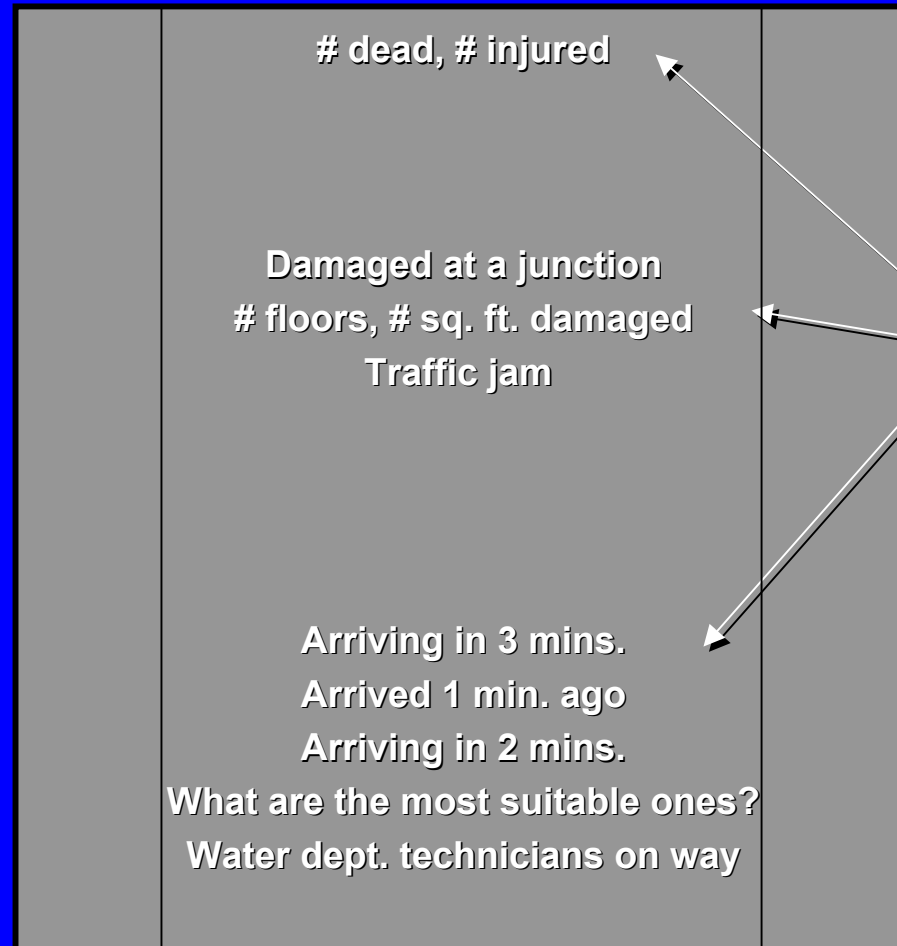 # dead, # injured
Damaged at a junction
# floors, # sq. ft. damaged
Traffic jam
Arriving in 3 mins.
Arrived 1 min. ago
Arriving in 2 mins.
What are the most suitable ones?
Water dept. technicians on way